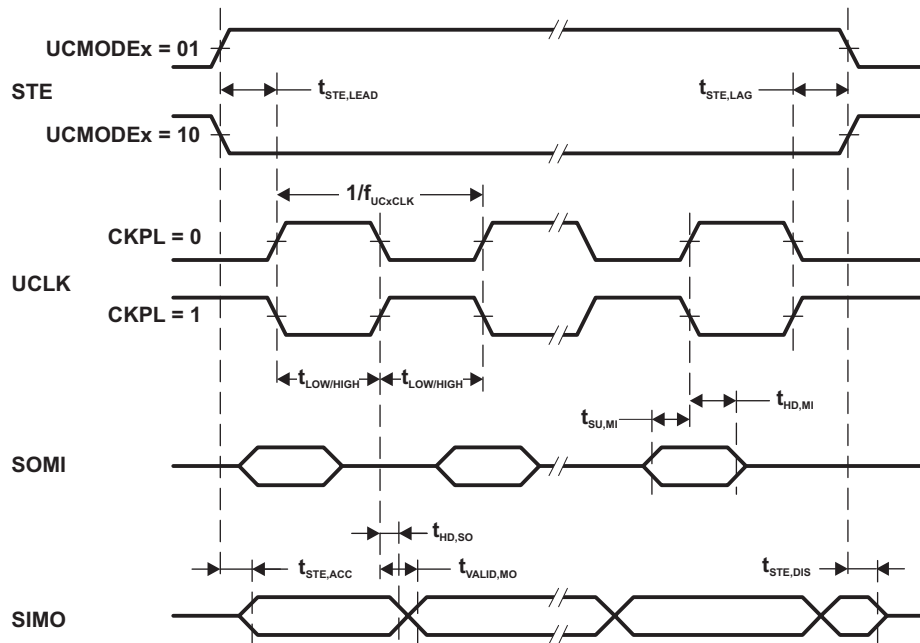 UCMODEx = 01
STE
t_STE,LEAD
t_STE,LAG
UCMODEx = 10
1/f_UCxCLK
CKPL = 0
UCLK
CKPL = 1
t_LOW/HIGH t_LOW/HIGH
t_HD,MI
t_SU,MI
SOMI
t_HD,SO
t_STE,ACC
t_VALID,MO
t_STE,DIS
SIMO